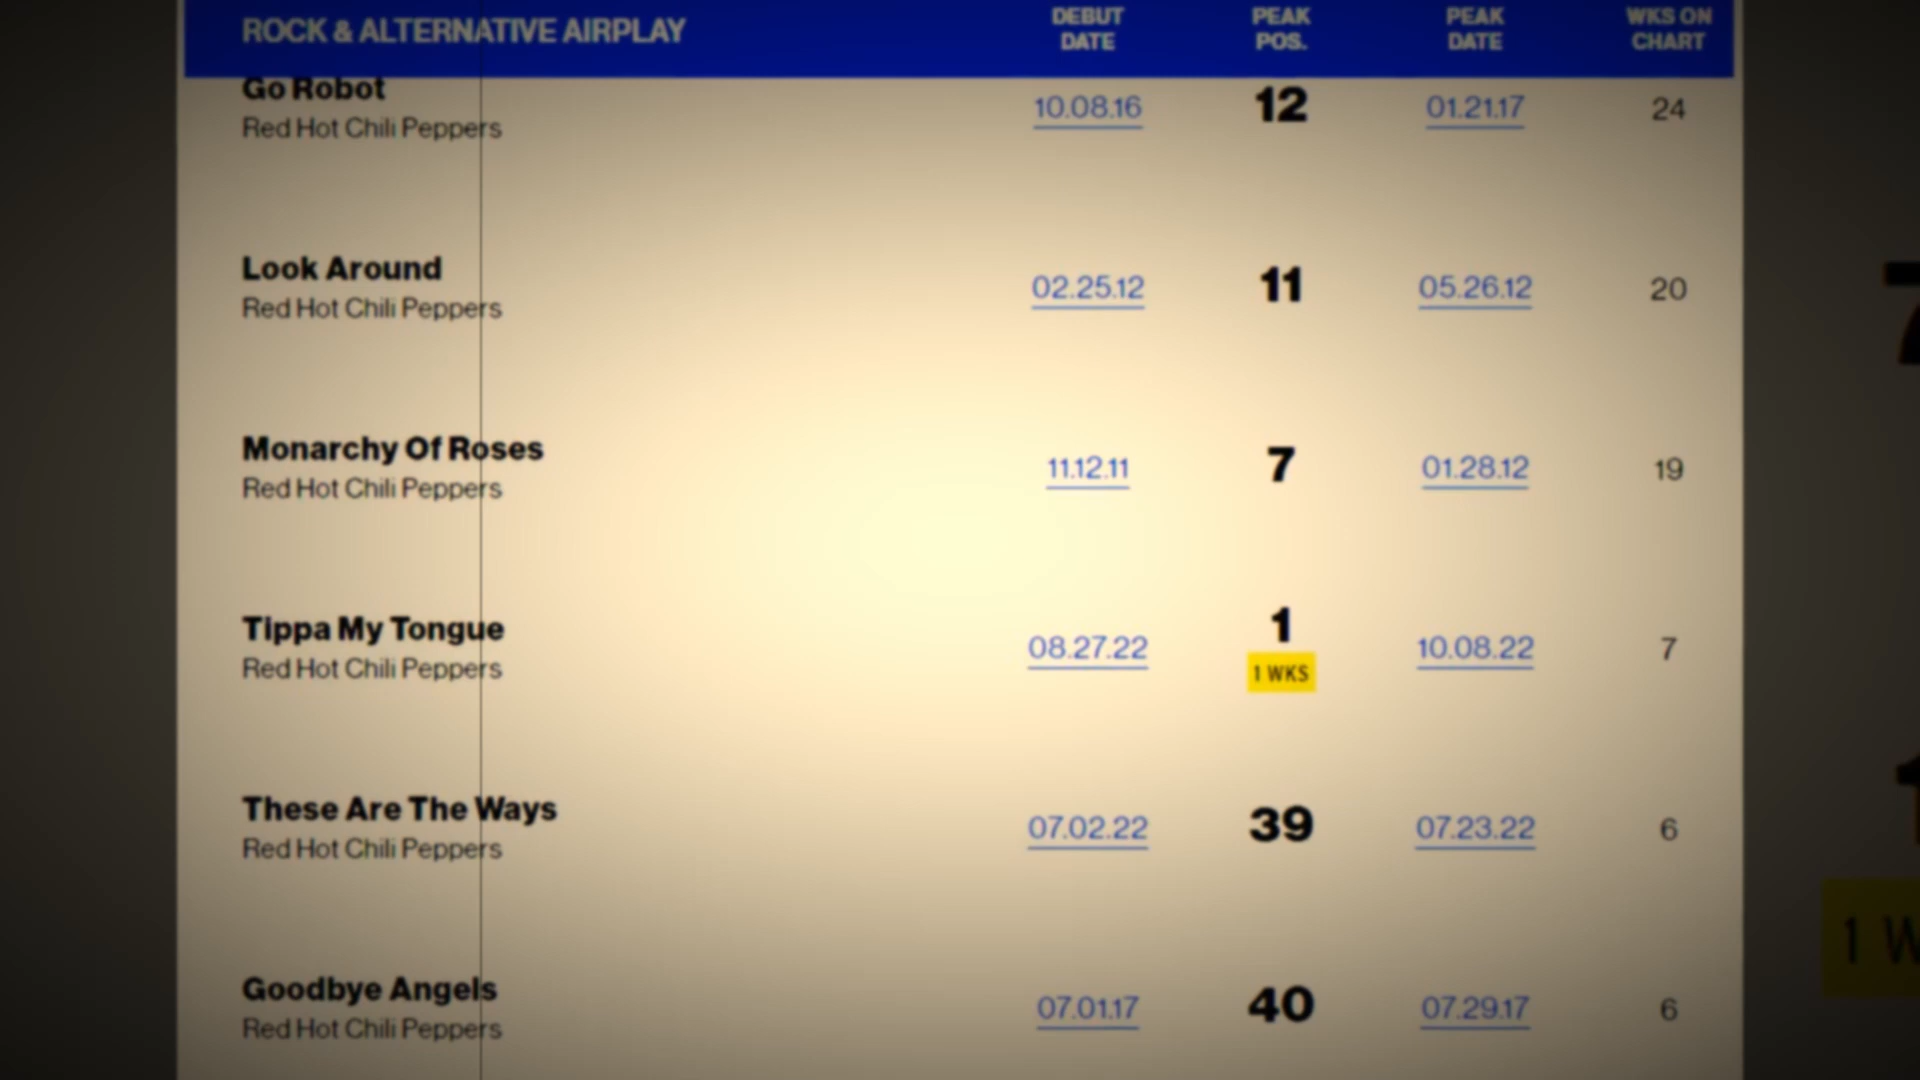 ROCK & ALTERNATIVE AIRPLAY DEBUT DATE PEAK POS. PEAK DATE WKS ON CHART
Go Robot
Red Hot Chili Peppers 10.08.16 12 01.21.17 24
Look Around
Red Hot Chili Peppers 02.25.12 11 05.26.12 20
Monarchy Of Roses
Red Hot Chili Peppers 11.12.11 7 01.28.12 19
Tippa My Tongue
Red Hot Chili Peppers 08.27.22 1 10.08.22 7
1 WKS
These Are The Ways
Red Hot Chili Peppers 07.02.22 39 07.23.22 6
Goodbye Angels
Red Hot Chili Peppers 07.01.17 40 07.29.17 6